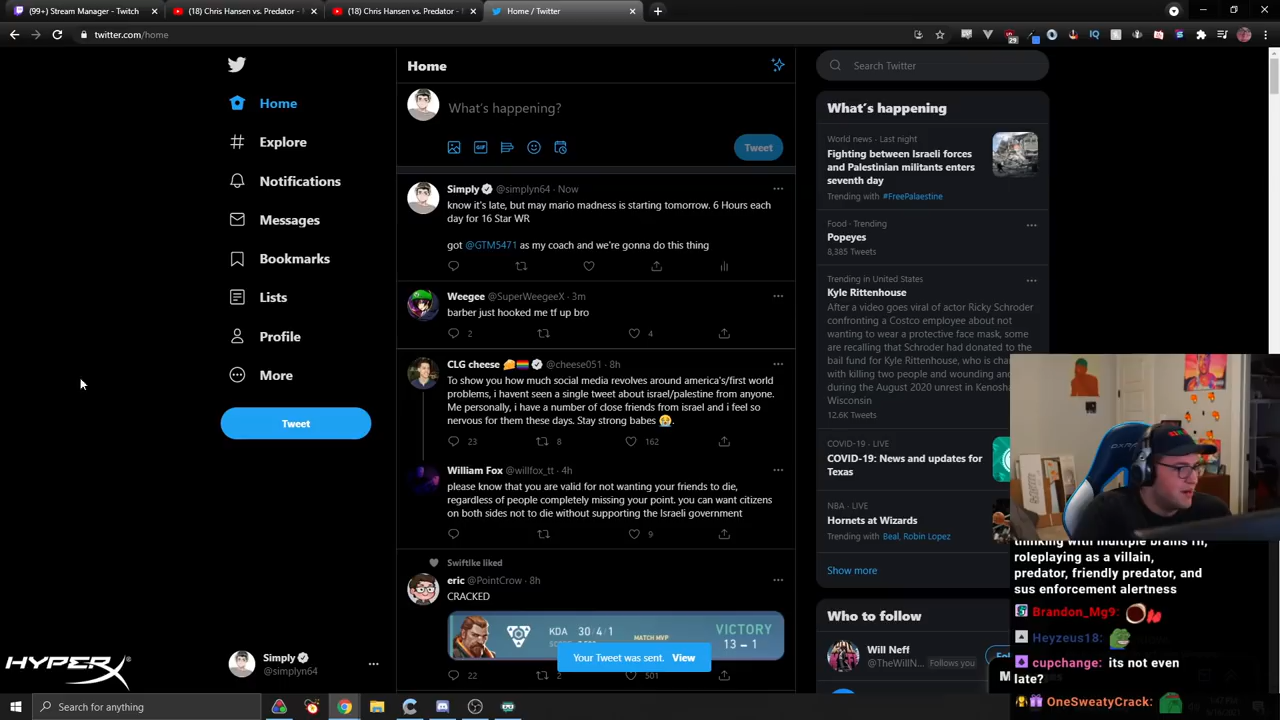 (99+) Stream Manager - Twitch
(18) Chris Hansen vs. Predator -
(18) Chris Hansen vs. Predator -
Home / Twitter
twitter.com/home
Home
Explore
Notifications
Messages
Bookmarks
Lists
Profile
More
Tweet
Simply
@simplyn64
HYPERX
Home
What's happening?
GIF
Tweet
Simply @simplyn64 · Now
know it's late, but may mario madness is starting tomorrow. 6 Hours each
day for 16 Star WR
got @GTM5471 as my coach and we're gonna do this thing
Weegee @SuperWeegeeX · 3m
barber just hooked me tf up bro
2 4
CLG cheese @cheese051 · 8h
To show you how much social media revolves around america's/first world
problems, i havent seen a single tweet about israel/palestine from anyone.
Me personally, i have a number of close friends from israel and i feel so
nervous for them these days. Stay strong babes 😭.
23 8 162
William Fox @willfox_tt · 4h
please know that you are valid for not wanting your friends to die,
regardless of people completely missing your point. you can want citizens
on both sides not to die without supporting the Israeli government
9
Swiftike liked
eric @PointCrow · 8h
CRACKED
KDA 30/4/1
MATCH MVP
VICTORY
13 – 1
Your Tweet was sent. View
22 2 501
Search Twitter
What's happening
World news · Last night
Fighting between Israeli forces
and Palestinian militants enters
seventh day
Trending with #FreePalaestine
Food · Trending
Popeyes
8,385 Tweets
Trending in United States
Kyle Rittenhouse
After a video goes viral of actor Ricky Schroder
confronting a Costco employee about not
wanting to wear a protective face mask, some
are recalling that Schroder had donated to the
bail fund for Kyle Rittenhouse, who is char
with killing two people and wounding and
during the August 2020 unrest in Kenosha
Wisconsin
12.6K Tweets
COVID-19 · LIVE
COVID-19: News and updates for
Texas
NBA · LIVE
Hornets at Wizards
Trending with Beal, Robin Lopez
Show more
Who to follow
Will Neff
@TheWillN... Follows you
DXRACER
thinking with multiple brains rn,
roleplaying as a villain,
predator, friendly predator, and
sus enforcement alertness
Brandon_Mg9:
Heyzeus18:
cupchange: its not even
late?
OneSweatyCrack:
Search for anything